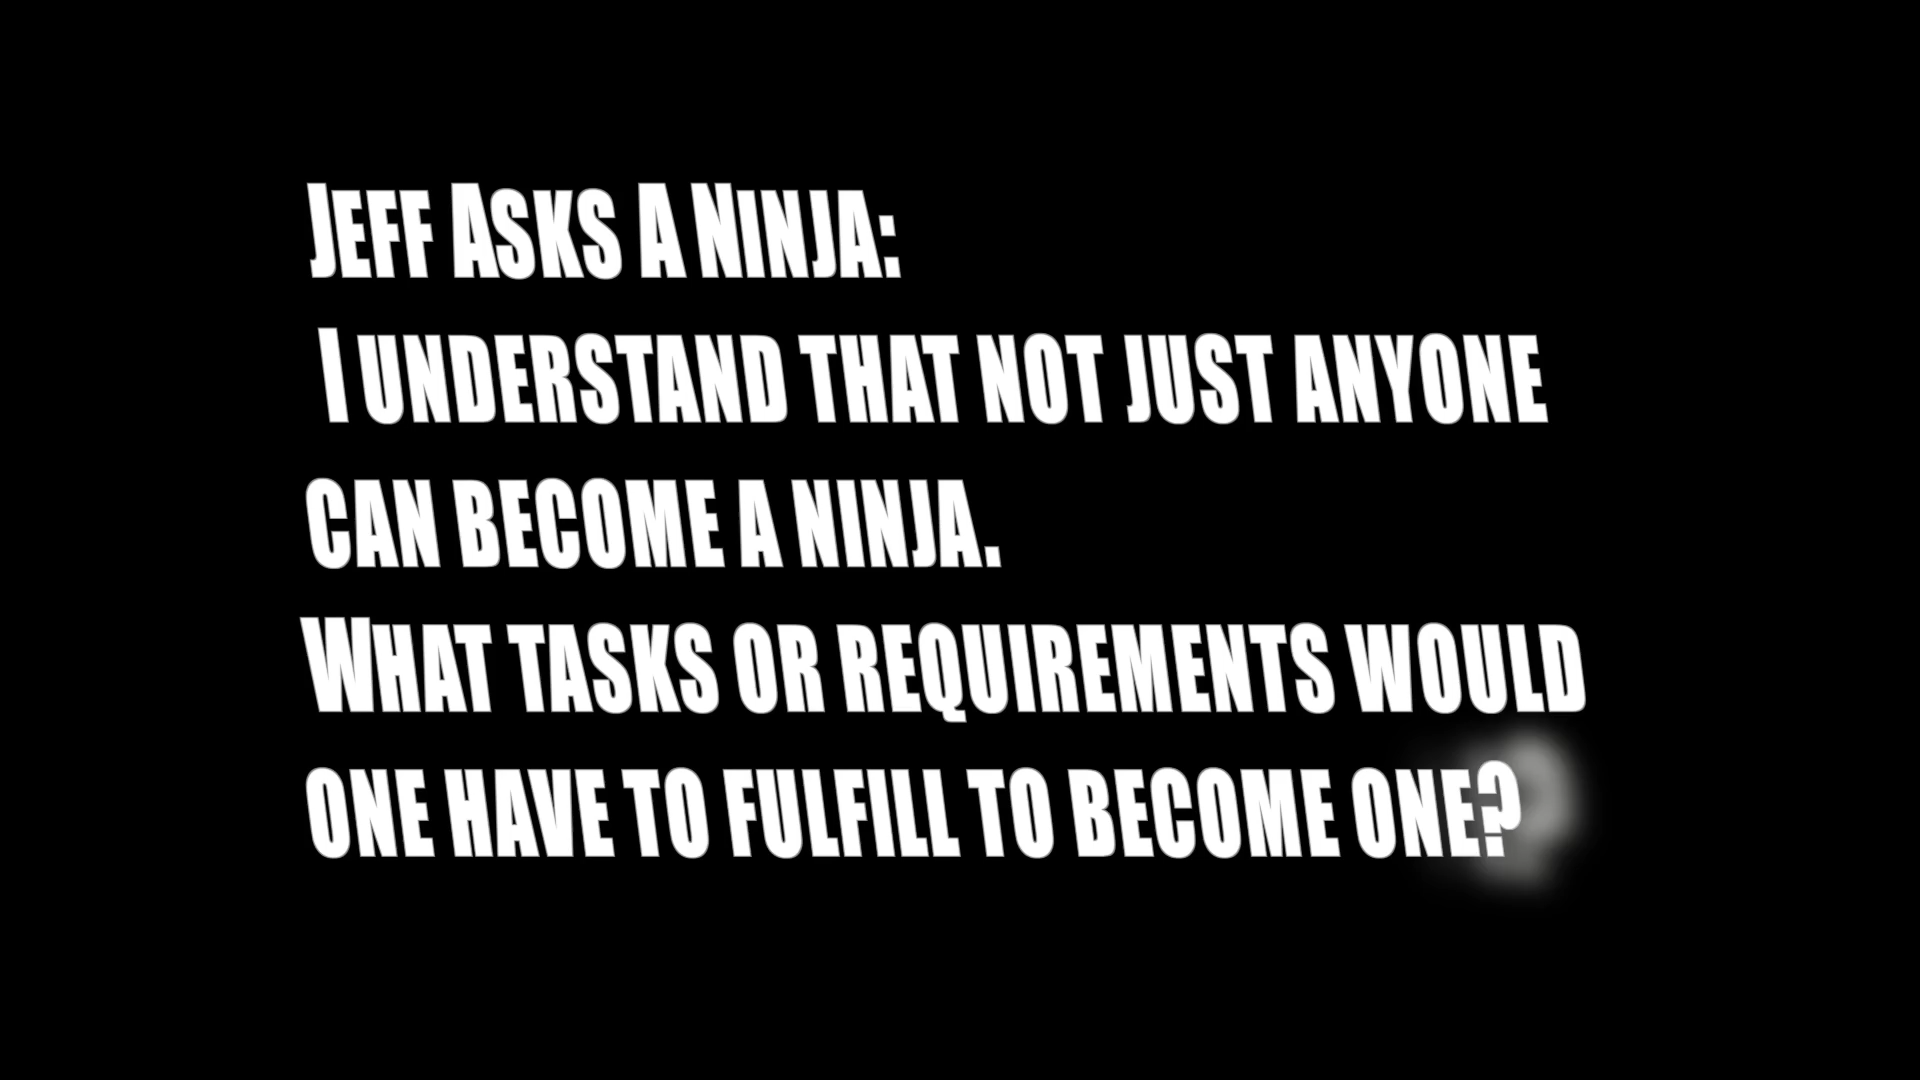 Jeff Asks A Ninja:
I understand that not just anyone
can become a ninja.
What tasks or requirements would
one have to fulfill to become one?